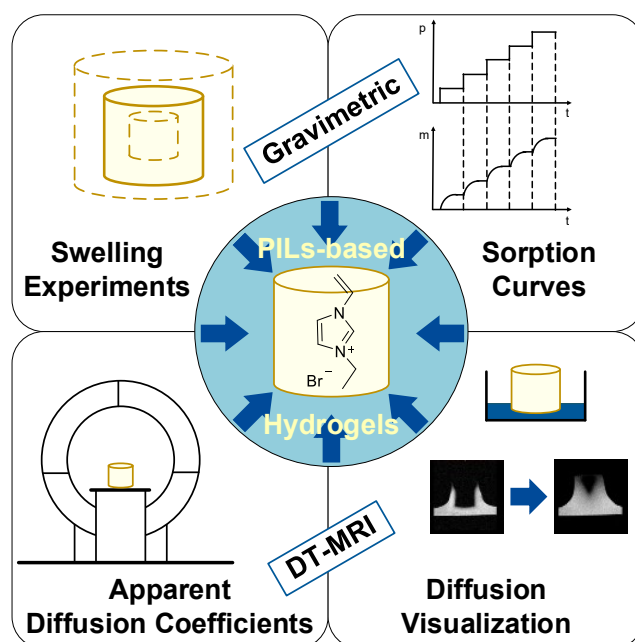 Gravimetric
p
t
m
t
Swelling
Experiments
Sorption
Curves
PILs-based
N
N
+
Br−
Hydrogels
DT-MRI
Apparent
Diffusion Coefficients
Diffusion
Visualization